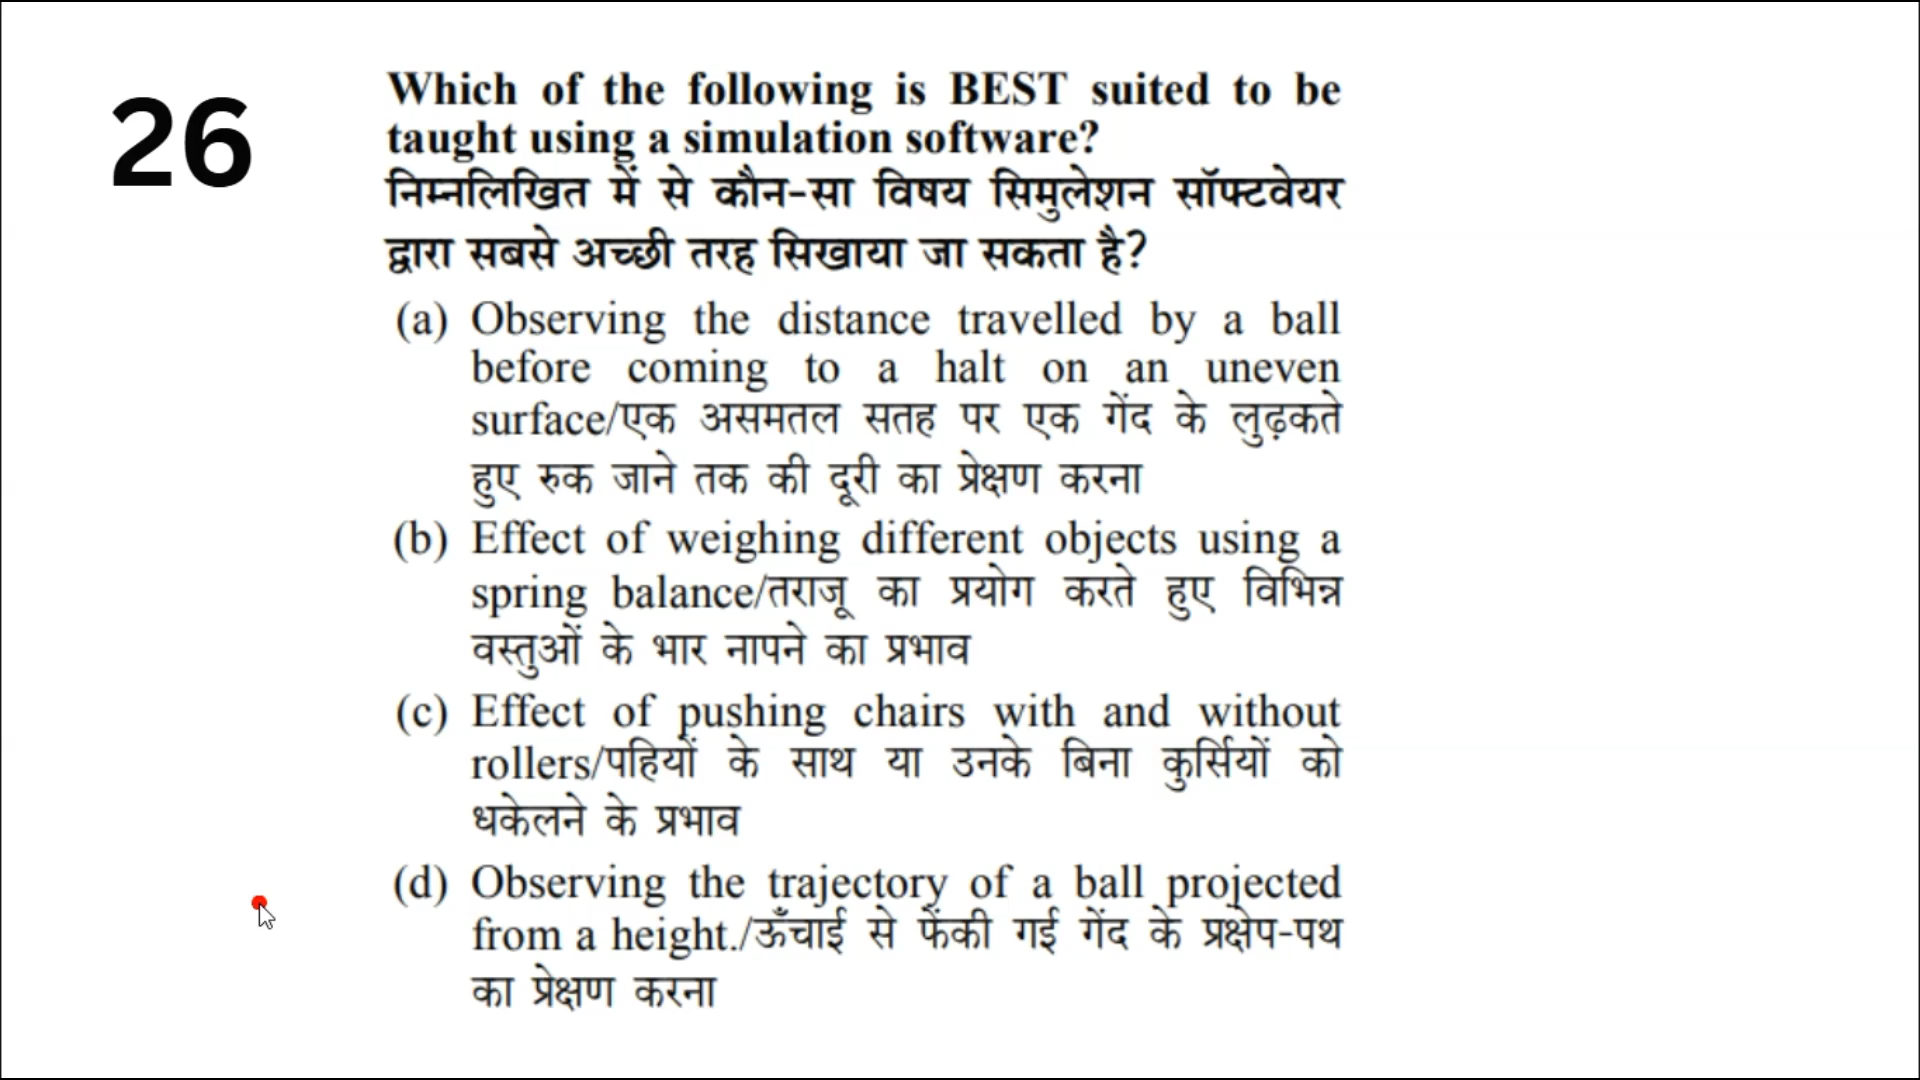 26
Which of the following is BEST suited to be
taught using a simulation software?
निम्नलिखित में से कौन-सा विषय सिमुलेशन सॉफ्टवेयर
द्वारा सबसे अच्छी तरह सिखाया जा सकता है?
(a) Observing the distance travelled by a ball
before coming to a halt on an uneven
surface/एक असमतल सतह पर एक गेंद के लुढ़कते
हुए रुक जाने तक की दूरी का प्रेक्षण करना
(b) Effect of weighing different objects using a
spring balance/तराजू का प्रयोग करते हुए विभिन्न
वस्तुओं के भार नापने का प्रभाव
(c) Effect of pushing chairs with and without
rollers/पहियों के साथ या उनके बिना कुर्सियों को
धकेलने के प्रभाव
(d) Observing the trajectory of a ball projected
from a height./ऊँचाई से फेंकी गई गेंद के प्रक्षेप-पथ
का प्रेक्षण करना